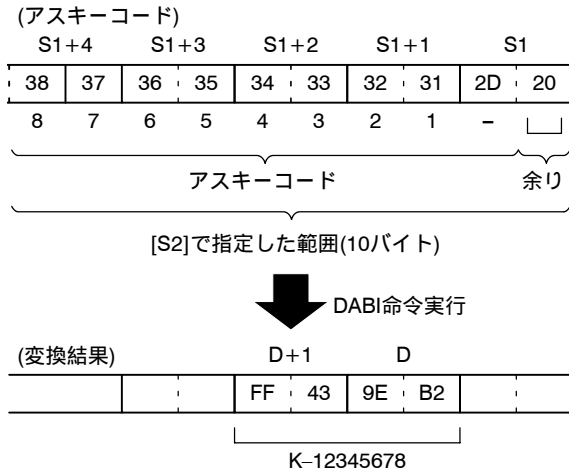 (アスキーコード)
S1+4 S1+3 S1+2 S1+1 S1
38 37 36 35 34 33 32 31 2D 20
8 7 6 5 4 3 2 1 –
アスキーコード 余り
[S2]で指定した範囲(10バイト)
DABI命令実行
(変換結果) D+1 D
FF 43 9E B2
K–12345678